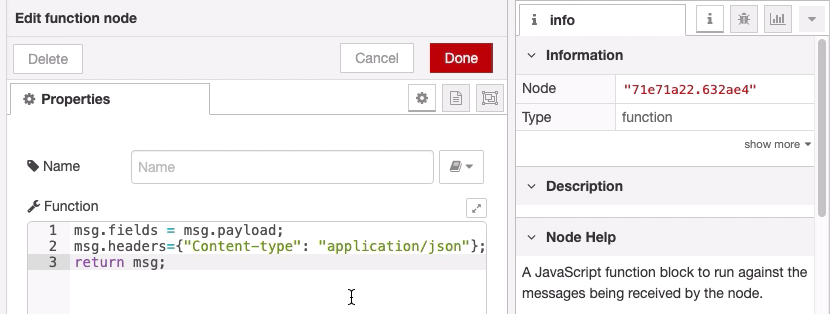 Edit function node
Delete
Cancel
Done
Properties
Name
Name
Function
1 msg.fields = msg.payload;
2 msg.headers={"Content-type": "application/json"};
3 return msg;
i info
i
Information
Node "71e71a22.632ae4"
Type function
show more
Description
Node Help
A JavaScript function block to run against the
messages being received by the node.